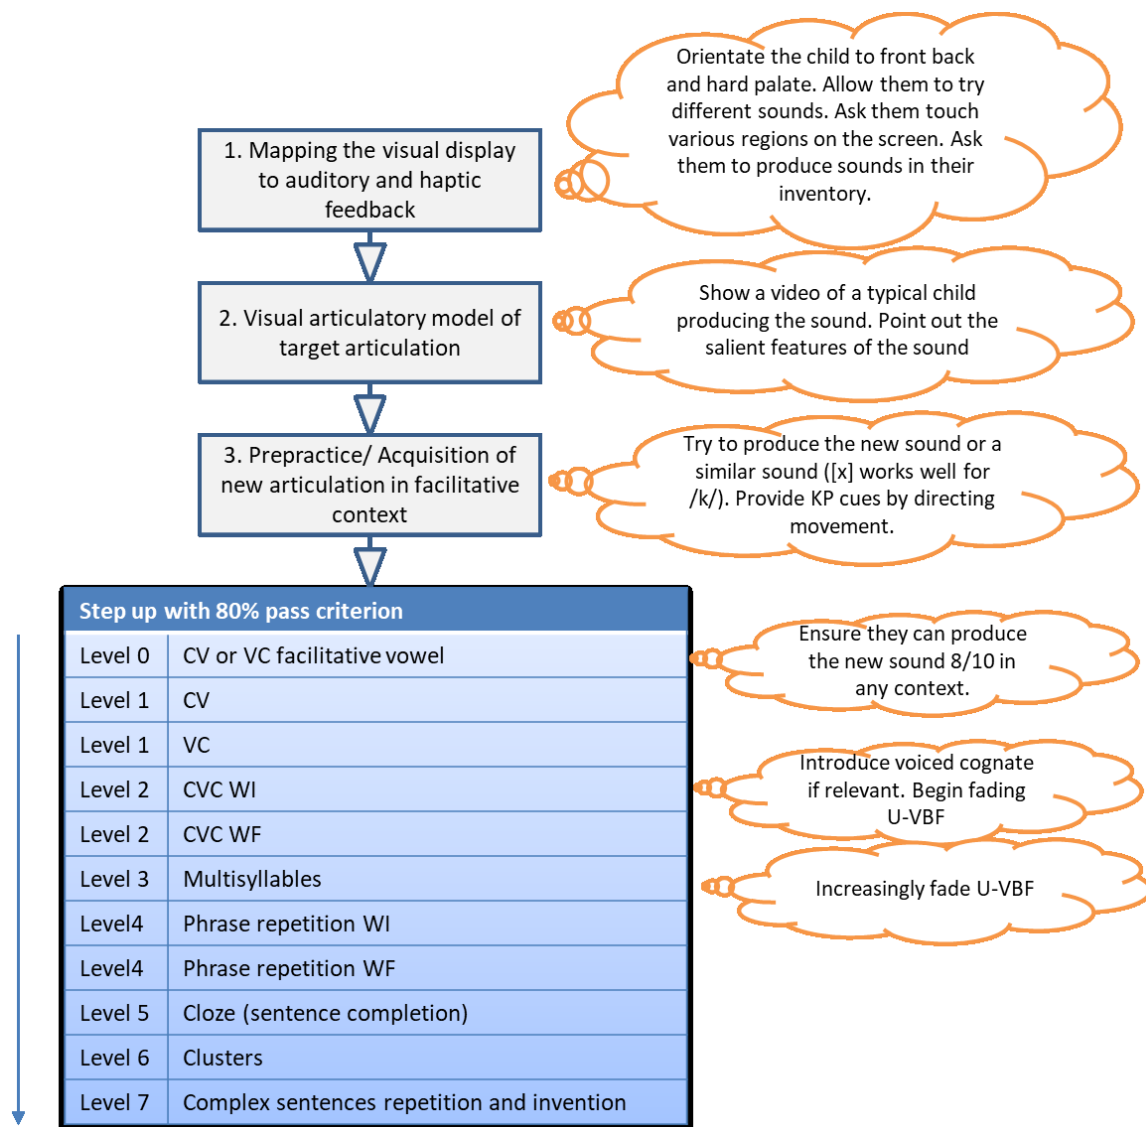 Orientate the child to front back
and hard palate. Allow them to try
different sounds. Ask them touch
various regions on the screen. Ask
them to produce sounds in their
inventory.
1. Mapping the visual display
to auditory and haptic
feedback
Show a video of a typical child
producing the sound. Point out the
salient features of the sound
2. Visual articulatory model of
target articulation
Try to produce the new sound or a
similar sound ([x] works well for
/k/). Provide KP cues by directing
movement.
3. Prepractice/ Acquisition of
new articulation in facilitative
context
Step up with 80% pass criterion
Level 0 CV or VC facilitative vowel
Level 1 CV
Level 1 VC
Level 2 CVC WI
Level 2 CVC WF
Level 3 Multisyllables
Level4 Phrase repetition WI
Level4 Phrase repetition WF
Level 5 Cloze (sentence completion)
Level 6 Clusters
Level 7 Complex sentences repetition and invention
Ensure they can produce
the new sound 8/10 in
any context.
Introduce voiced cognate
if relevant. Begin fading
U-VBF
Increasingly fade U-VBF